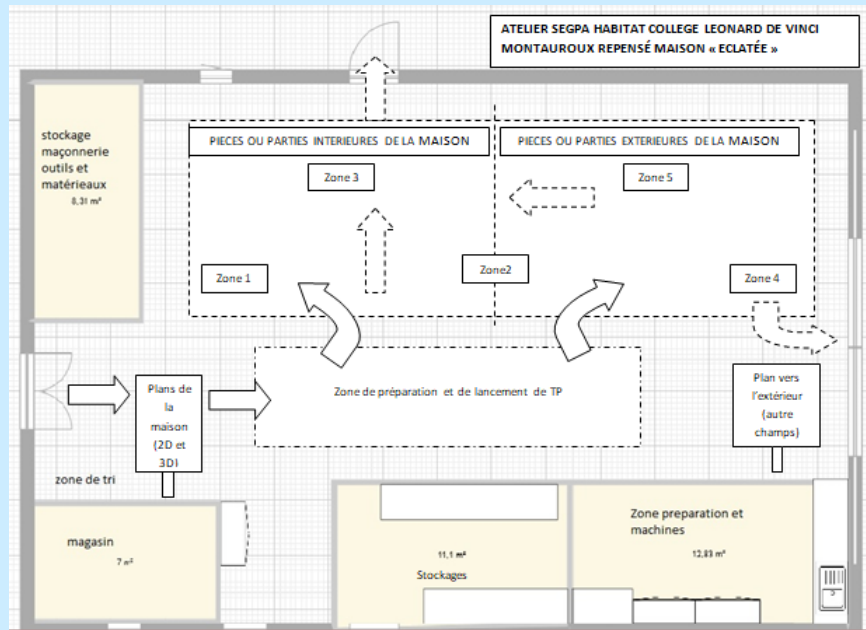 ATELIER SEGPA HABITAT COLLEGE LEONARD DE VINCI
MONTAUROUX REPENSÉ MAISON « ECLATÉE »
stockage
maçonnerie
outils et
matérieaux
8,31 m²
PIECES OU PARTIES INTERIEURES DE LA MAISON
PIECES OU PARTIES EXTERIEURES DE LA MAISON
Zone 3
Zone 5
Zone 1
Zone2
Zone 4
Plans de
la
maison
(2D et
3D)
Zone de préparation et de lancement de TP
Plan vers
l'extérieur
(autre
champs)
zone de tri
magasin
7 m²
11,1 m²
Stockages
Zone preparation et
machines
12,83 m²